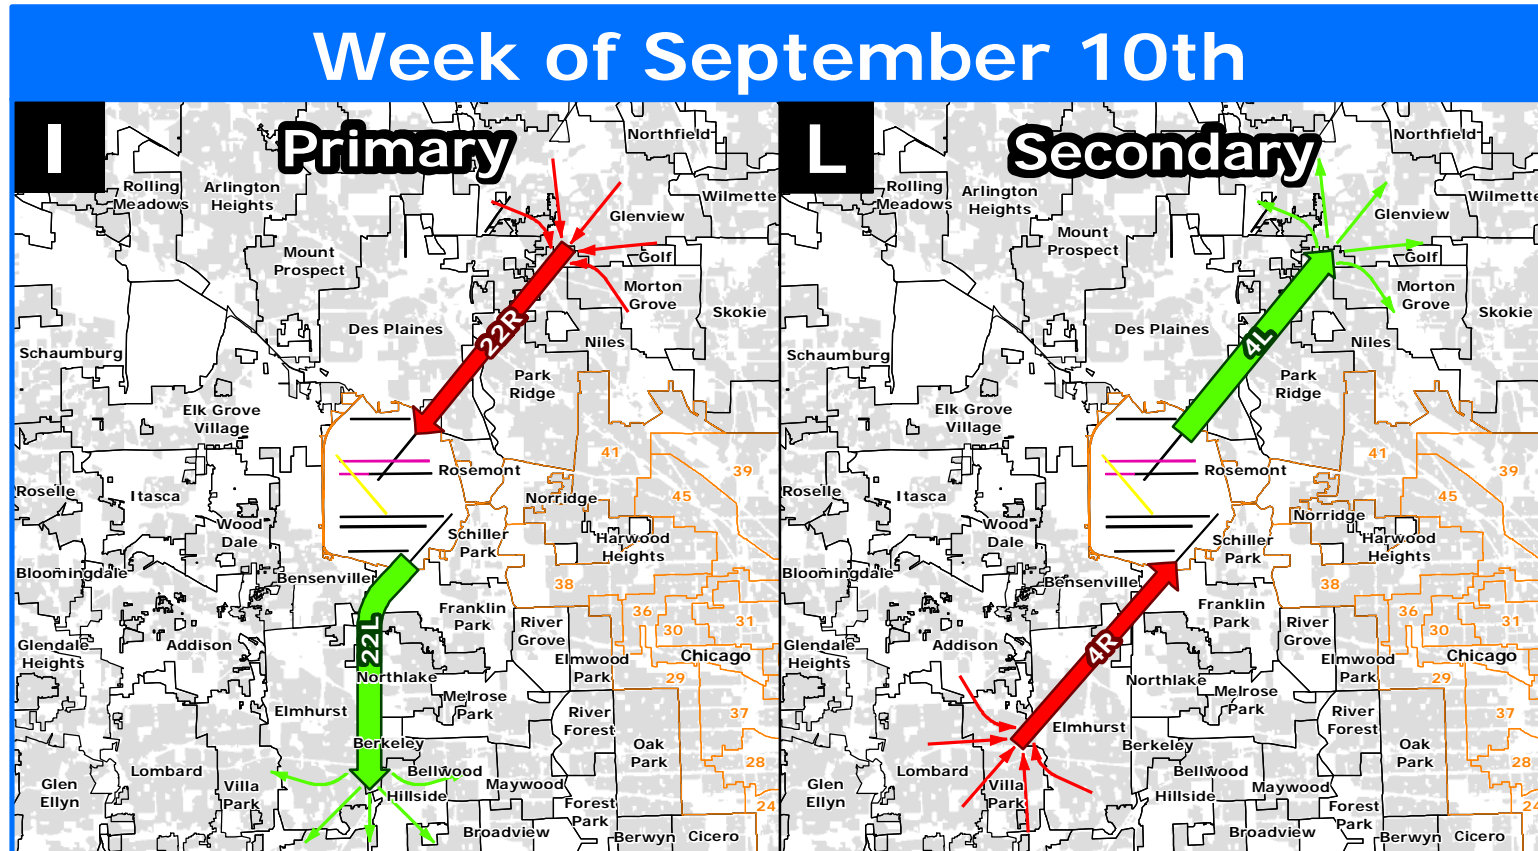 Week of September 10th
I
Primary
Northfield
Rolling
Meadows
Arlington
Heights
Wilmette
Glenview
Mount
Prospect
Golf
Morton
Grove
Skokie
22R
Des Plaines
Niles
Schaumburg
Park
Ridge
Elk Grove
Village
41
39
Rosemont
Roselle
Itasca
Norridge
45
Wood
Dale
Schiller
Park
Harwood
Heights
Bloomingdale
Bensenville
38
Franklin
Park
36
31
River
Grove
30
22L
Glendale
Heights
Addison
Elmwood
Park
Chicago
29
Northlake
Melrose
Park
Elmhurst
River
Forest
37
Berkeley
Oak
Park
28
Lombard
Bellwood
Glen
Ellyn
Villa
Park
Maywood
Hillside
Forest
Park
24
Broadview
Berwyn
Cicero
L
Secondary
Northfield
Rolling
Meadows
Arlington
Heights
Wilmette
Glenview
Mount
Prospect
Golf
Morton
Grove
Skokie
4L
Des Plaines
Niles
Schaumburg
Park
Ridge
Elk Grove
Village
41
39
Rosemont
Roselle
Itasca
45
Norridge
Wood
Dale
Schiller
Park
Harwood
Heights
Bloomingdale
Bensenville
38
Franklin
Park
36
31
River
Grove
30
4R
Glendale
Heights
Addison
Elmwood
Park
Chicago
29
Northlake
Melrose
Park
Elmhurst
River
Forest
37
Berkeley
Oak
Park
28
Lombard
Bellwood
Glen
Ellyn
Villa
Park
Maywood
Hillside
Forest
Park
24
Broadview
Berwyn
Cicero